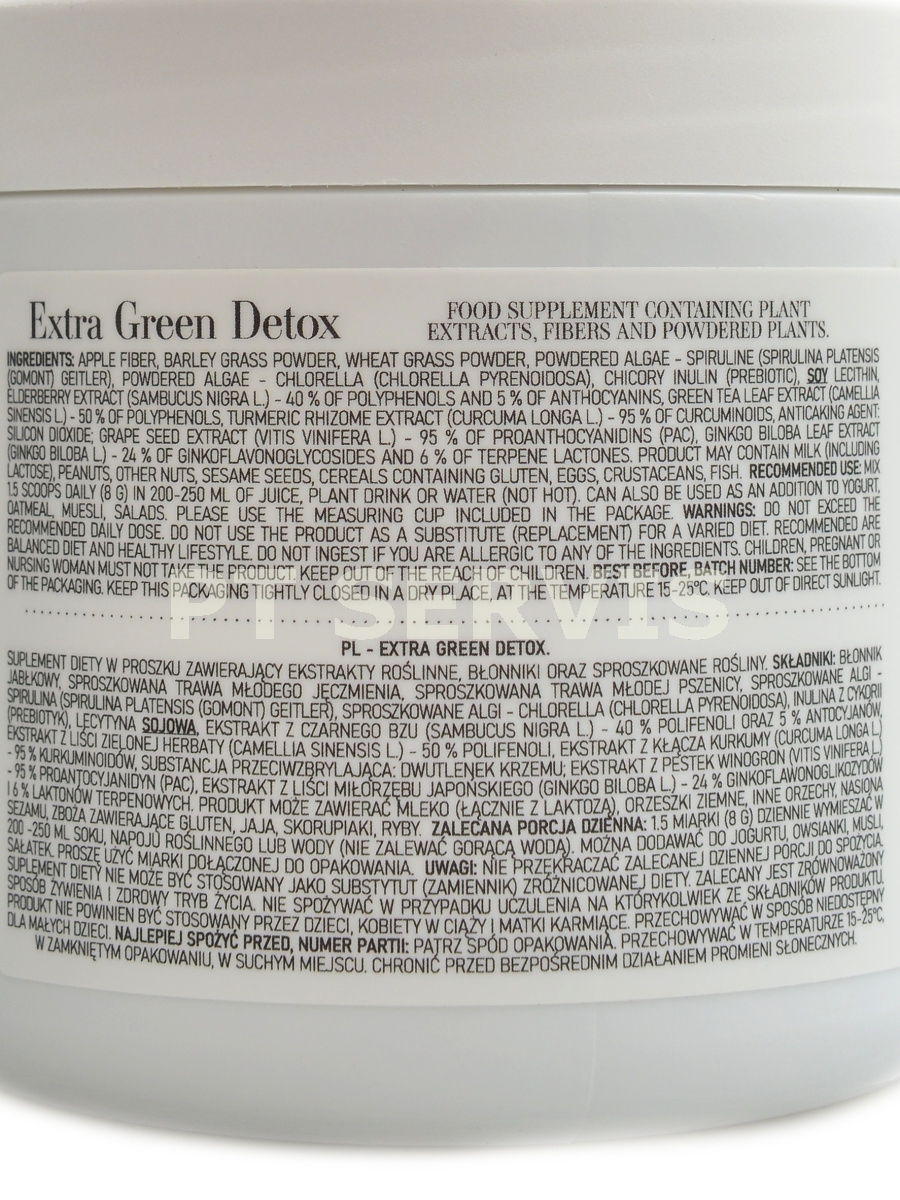 Extra Green Detox
FOOD SUPPLEMENT CONTAINING PLANT
EXTRACTS, FIBERS AND POWDERED PLANTS.
INGREDIENTS: APPLE FIBER, BARLEY GRASS POWDER, WHEAT GRASS POWDER, POWDERED ALGAE - SPIRULINE (SPIRULINA PLATENSIS
(GOMONT) GEITLER), POWDERED ALGAE - CHLORELLA (CHLORELLA PYRENOIDOSA), CHICORY INULIN (PREBIOTIC), SOY LECITHIN,
ELDERBERRY EXTRACT (SAMBUCUS NIGRA L.) - 40 % OF POLYPHENOLS AND 5 % OF ANTHOCYANINS, GREEN TEA LEAF EXTRACT (CAMELLIA
SINENSIS L.) - 50 % OF POLYPHENOLS, TURMERIC RHIZOME EXTRACT (CURCUMA LONGA L.) - 95 % OF CURCUMINOIDS, ANTICAKING AGENT:
SILICON DIOXIDE; GRAPE SEED EXTRACT (VITIS VINIFERA L.) - 95 % OF PROANTHOCYANIDINS (PAC), GINKGO BILOBA LEAF EXTRACT
(GINKGO BILOBA L.) - 24 % OF GINKOFLAVONOGLYCOSIDES AND 6 % OF TERPENE LACTONES. PRODUCT MAY CONTAIN MILK (INCLUDING
LACTOSE), PEANUTS, OTHER NUTS, SESAME SEEDS, CEREALS CONTAINING GLUTEN, EGGS, CRUSTACEANS, FISH. RECOMMENDED USE: MIX
1.5 SCOOPS DAILY (8 G) IN 200-250 ML OF JUICE, PLANT DRINK OR WATER (NOT HOT). CAN ALSO BE USED AS AN ADDITION TO YOGURT,
OATMEAL, MUESLI, SALADS. PLEASE USE THE MEASURING CUP INCLUDED IN THE PACKAGE. WARNINGS: DO NOT EXCEED THE
RECOMMENDED DAILY DOSE. DO NOT USE THE PRODUCT AS A SUBSTITUTE (REPLACEMENT) FOR A VARIED DIET. RECOMMENDED ARE
BALANCED DIET AND HEALTHY LIFESTYLE. DO NOT INGEST IF YOU ARE ALLERGIC TO ANY OF THE INGREDIENTS. CHILDREN, PREGNANT OR
NURSING WOMAN MUST NOT TAKE THE PRODUCT. KEEP OUT OF THE REACH OF CHILDREN. BEST BEFORE, BATCH NUMBER: SEE THE BOTTOM
OF THE PACKAGING. KEEP THIS PACKAGING TIGHTLY CLOSED IN A DRY PLACE, AT THE TEMPERATURE 15-25°C. KEEP OUT OF DIRECT SUNLIGHT.
PT SERVIS
PL - EXTRA GREEN DETOX.
SUPLEMENT DIETY W PROSZKU ZAWIERAJĄCY EKSTRAKTY ROŚLINNE, BŁONNIKI ORAZ SPROSZKOWANE ROŚLINY. SKŁADNIKI: BŁONNIK
JABŁKOWY, SPROSZKOWANA TRAWA MŁODEGO JĘCZMIENIA, SPROSZKOWANA TRAWA MŁODEJ PSZENICY, SPROSZKOWANE ALGI -
SPIRULINA (SPIRULINA PLATENSIS (GOMONT) GEITLER), SPROSZKOWANE ALGI - CHLORELLA (CHLORELLA PYRENOIDOSA), INULINA Z CYKORII
(PREBIOTYK), LECYTYNA SOJOWA, EKSTRAKT Z CZARNEGO BZU (SAMBUCUS NIGRA L.) - 40 % POLIFENOLI ORAZ 5 % ANTOCYJANÓW,
EKSTRAKT Z LIŚCI ZIELONEJ HERBATY (CAMELLIA SINENSIS L.) - 50 % POLIFENOLI, EKSTRAKT Z KŁĄCZA KURKUMY (CURCUMA LONGA L.)
- 95 % KURKUMINOIDÓW, SUBSTANCJA PRZECIWZBRYLAJĄCA: DWUTLENEK KRZEMU; EKSTRAKT Z PESTEK WINOGRON (VITIS VINIFERA L.)
- 95 % PROANTOCYJANIDYN (PAC), EKSTRAKT Z LIŚCI MIŁORZĘBU JAPOŃSKIEGO (GINKGO BILOBA L.) - 24 % GINKOFLAWONOGLIKOZYDÓW
I 6 % LAKTONÓW TERPENOWYCH. PRODUKT MOŻE ZAWIERAĆ MLEKO (ŁĄCZNIE Z LAKTOZĄ), ORZESZKI ZIEMNE, INNE ORZECHY, NASIONA
SEZAMU, ZBOŻA ZAWIERAJĄCE GLUTEN, JAJA, SKORUPIAKI, RYBY. ZALECANA PORCJA DZIENNA: 1.5 MIARKI (8 G) DZIENNIE WYMIESZAĆ W
200 -250 ML SOKU, NAPOJU ROŚLINNEGO LUB WODY (NIE ZALEWAĆ GORĄCĄ WODĄ). MOŻNA DODAWAĆ DO JOGURTU, OWSIANKI, MUSLI,
SAŁATEK. PROSZĘ UŻYĆ MIARKI DOŁĄCZONEJ DO OPAKOWANIA. UWAGI: NIE PRZEKRACZAĆ ZALECANEJ DZIENNEJ PORCJI DO SPOŻYCIA.
SUPLEMENT DIETY NIE MOŻE BYĆ STOSOWANY JAKO SUBSTYTUT (ZAMIENNIK) ZRÓŻNICOWANEJ DIETY. ZALECANY JEST ZRÓWNOWAŻONY
SPOSÓB ŻYWIENIA I ZDROWY TRYB ŻYCIA. NIE SPOŻYWAĆ W PRZYPADKU UCZULENIA NA KTÓRYKOLWIEK ZE SKŁADNIKÓW PRODUKTU.
PRODUKT NIE POWINIEN BYĆ STOSOWANY PRZEZ DZIECI, KOBIETY W CIĄŻY I MATKI KARMIĄCE. PRZECHOWYWAĆ W SPOSÓB NIEDOSTĘPNY
DLA MAŁYCH DZIECI. NAJLEPIEJ SPOŻYĆ PRZED, NUMER PARTII: PATRZ SPÓD OPAKOWANIA. PRZECHOWYWAĆ W TEMPERATURZE 15-25°C,
W ZAMKNIĘTYM OPAKOWANIU, W SUCHYM MIEJSCU. CHRONIĆ PRZED BEZPOŚREDNIM DZIAŁANIEM PROMIENI SŁONECZNYCH.